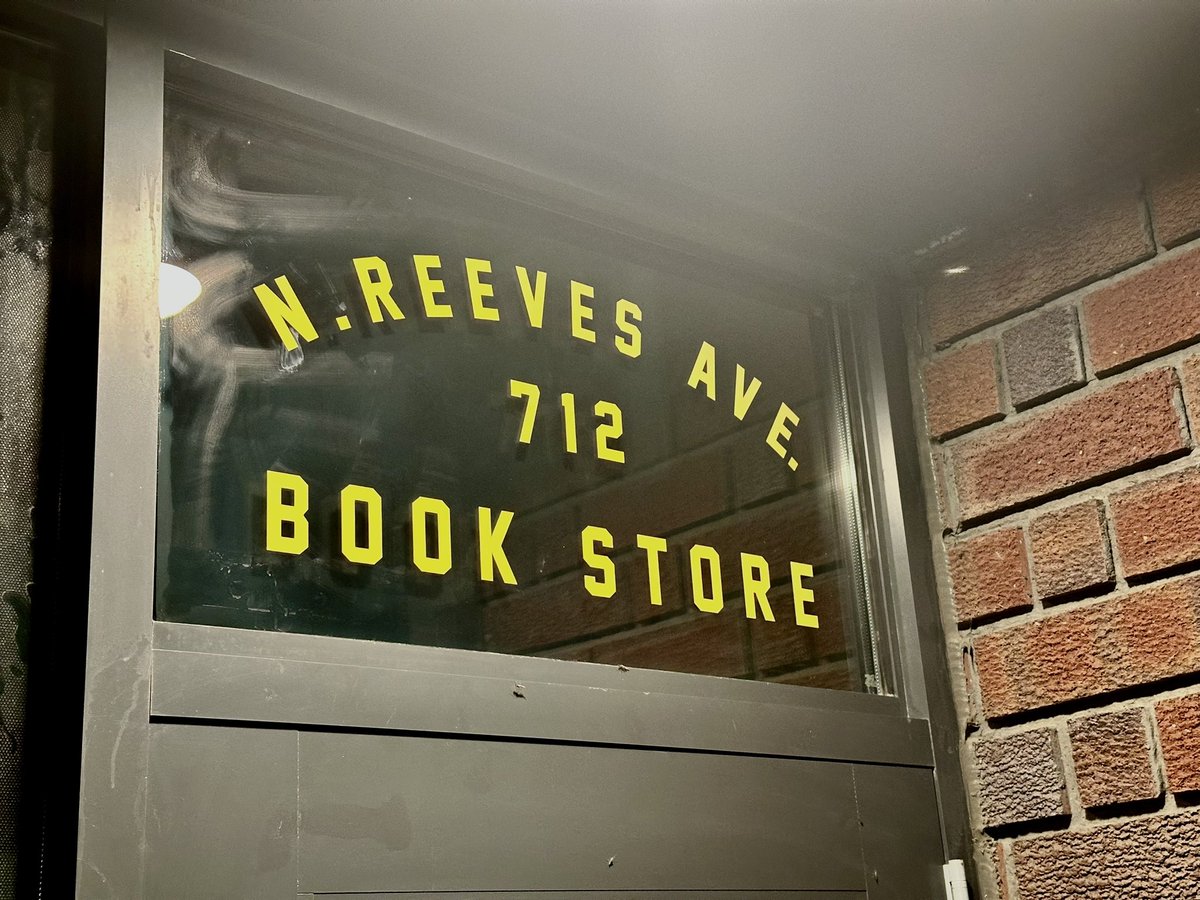 N.REEVES AVE.
712
BOOK STORE